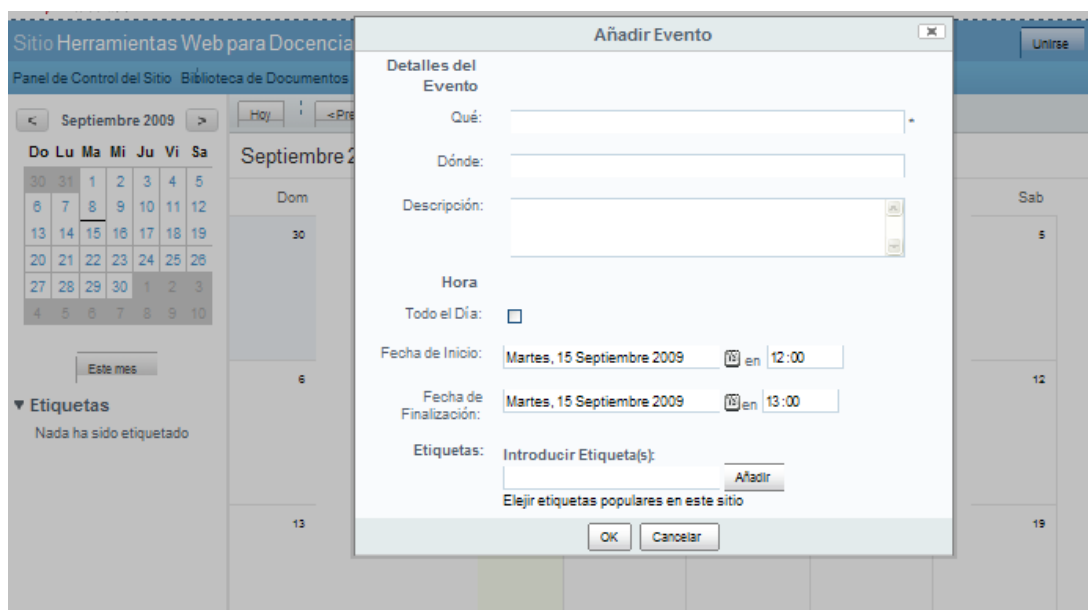 Sitio Herramientas Web para Docencia
Unirse
Panel de Control del Sitio Biblioteca de Documentos
< Septiembre 2009 >
Do Lu Ma Mi Ju Vi Sa
30 31 1 2 3 4 5
6 7 8 9 10 11 12
13 14 15 16 17 18 19
20 21 22 23 24 25 26
27 28 29 30 1 2 3
4 5 6 7 8 9 10
Este mes
▼ Etiquetas
Nada ha sido etiquetado
Hoy < Pre
Septiembre 2
Dom Sab
30 5
6 12
13 19
Añadir Evento
Detalles del
Evento
Qué: *
Dónde:
Descripción:
Hora
Todo el Día:
Fecha de Inicio: Martes, 15 Septiembre 2009 en 12:00
Fecha de
Finalización: Martes, 15 Septiembre 2009 en 13:00
Etiquetas: Introducir Etiqueta(s):
Añadir
Elejir etiquetas populares en este sitio
OK Cancelar